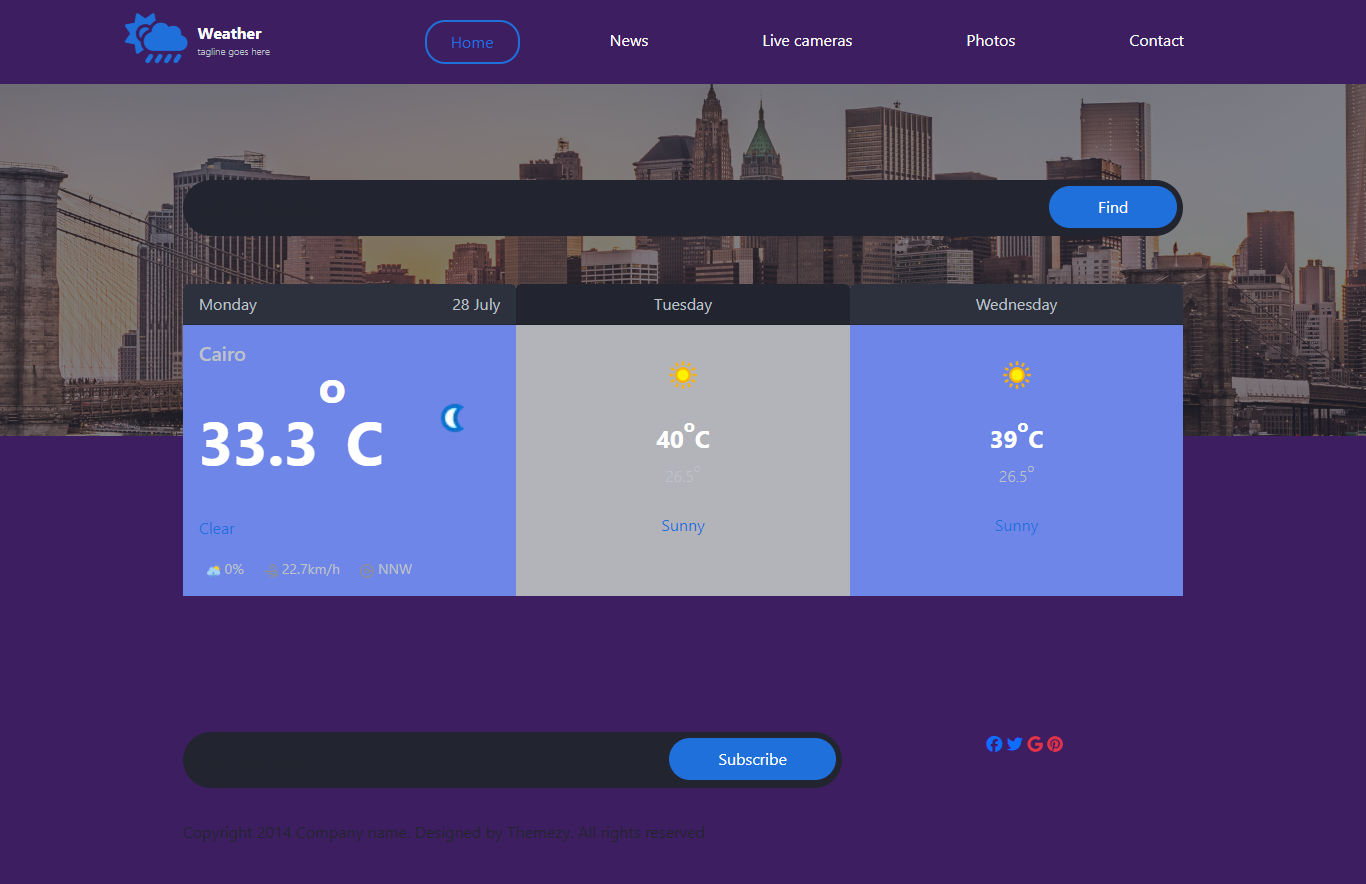 Weather
tagline goes here
Home
News
Live cameras
Photos
Contact
Find
Monday
28 July
Tuesday
Wednesday
Cairo
33.3°C
Clear
0%
22.7km/h
NNW
40°C
26.5°
Sunny
39°C
26.5°
Sunny
Subscribe
Copyright 2014 Company name. Designed by Themezy. All rights reserved